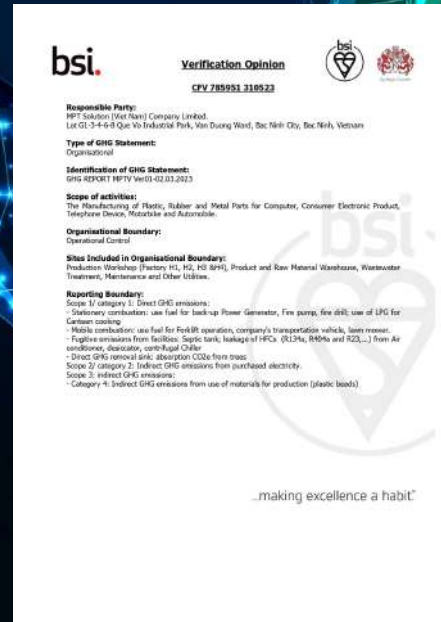 bsi.
Verification Opinion
bsi
By Royal Charter
CFV 785951 310523
Responsible Party:
MPT Solution (Viet Nam) Company Limited.
Lot G1-3-4-6-8 Que Vo Industrial Park, Van Duong Ward, Bac Ninh City, Bac Ninh, Vietnam
Type of GHG Statement:
Organisational
Identification of GHG Statement:
GHG REPORT MPTV Ver01-02.03.2023
Scope of activities:
The Manufacturing of Plastic, Rubber and Metal Parts for Computer, Consumer Electronic Product,
Telephone Device, Motorbike and Automobile.
Organisational Boundary:
Operational Control
Sites Included in Organisational Boundary:
Production Workshop (Factory H1, H2, H3 &H4), Product and Raw Material Warehouse, Wastewater
Treatment, Maintenance and Other Utilities.
Reporting Boundary:
Scope 1/ category 1: Direct GHG emissions:
- Stationery combustion: use fuel for back-up Power Generator, Fire pump, fire drill; use of LPG for
Canteen cooking
- Mobile combustion: use fuel for Forklift operation, company's transportation vehicle, lawn mower.
- Fugitive emissions from facilities: Septic tank; leakage of HFCs (R134a, R404a and R23,...) from Air
conditioner, desiccator, centrifugal Chiller
- Direct GHG removal sink: absorption CO2e from trees
Scope 2/ category 2: Indirect GHG emissions from purchased electricity.
Scope 3: indirect GHG emissions:
- Category 4: Indirect GHG emissions from use of materials for production (plastic beads)
bsi
...making excellence a habit.™